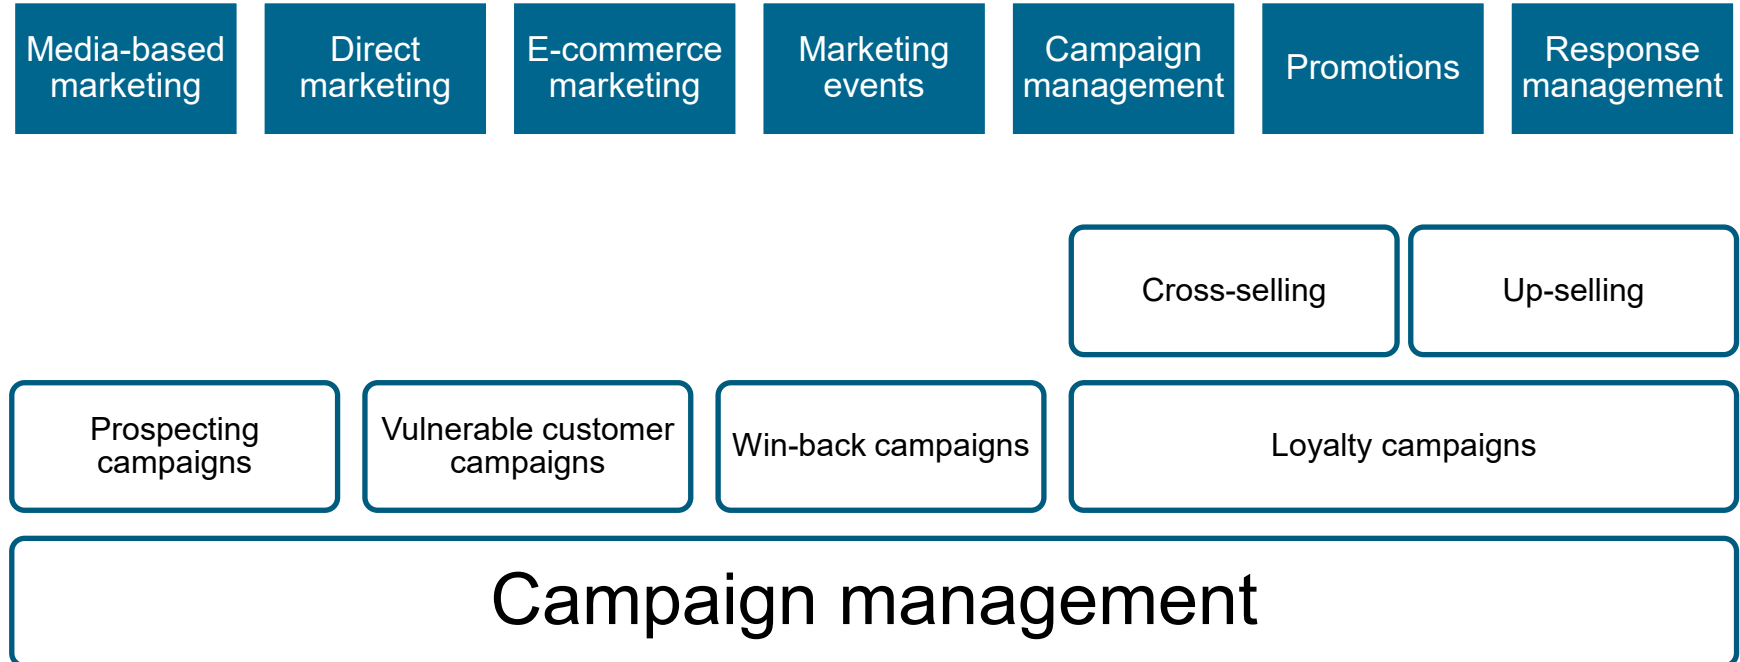 Media-based
marketing
Direct
marketing
E-commerce
marketing
Marketing
events
Campaign
management
Promotions
Response
management
Cross-selling
Up-selling
Prospecting
campaigns
Vulnerable customer
campaigns
Win-back campaigns
Loyalty campaigns
Campaign management